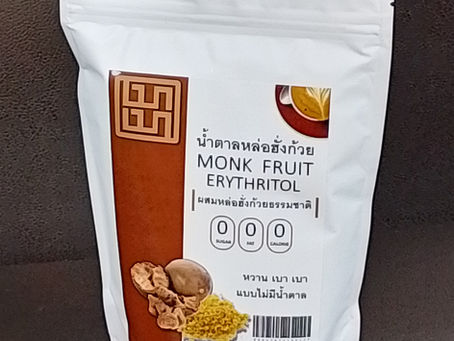 น้ำตาลหล่อฮั่งก้วย
MONK FRUIT
ERYTHRITOL
ผสมหล่อฮั่งก้วยธรรมชาติ
0 0 0
SUGAR FAT CALORIE
หวาน เบา เบา
แบบไม่มีน้ำตาล